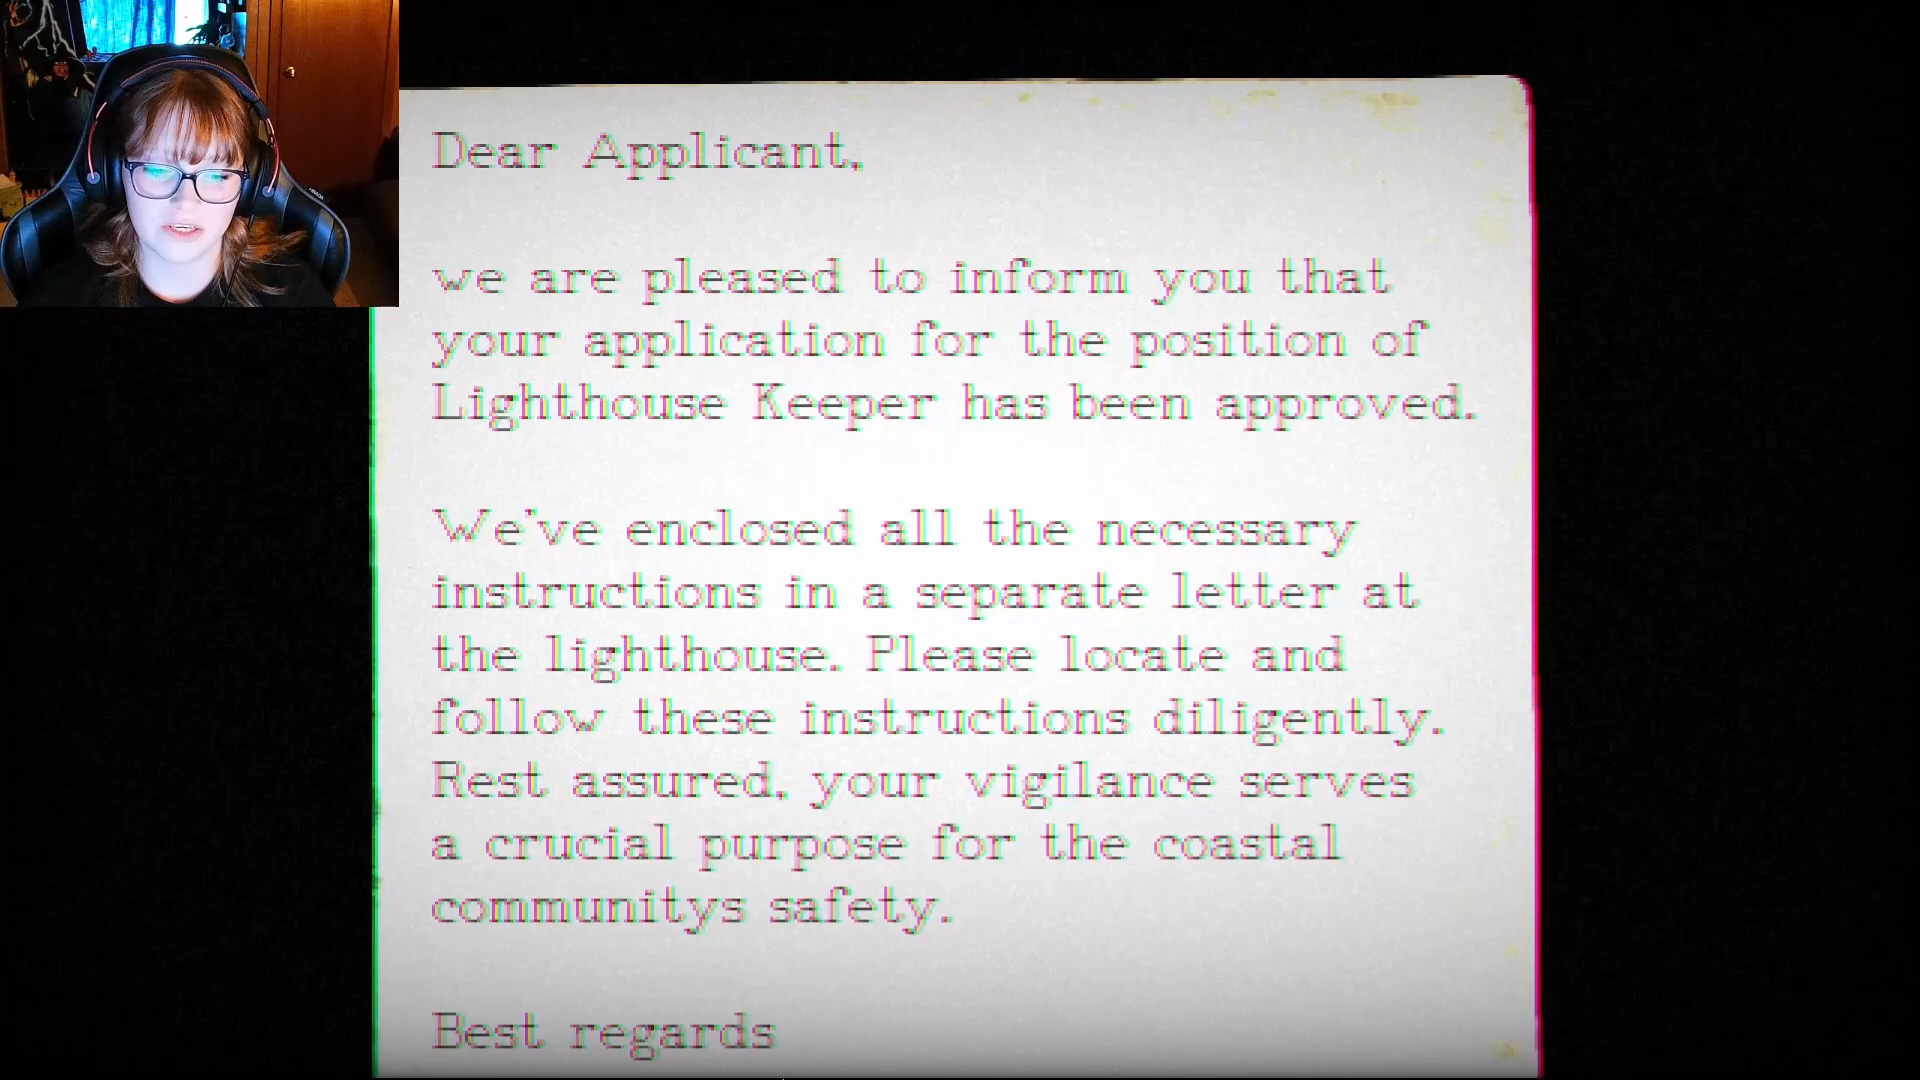 Dear Applicant,
we are pleased to inform you that
your application for the position of
Lighthouse Keeper has been approved.
We've enclosed all the necessary
instructions in a separate letter at
the lighthouse. Please locate and
follow these instructions diligently.
Rest assured, your vigilance serves
a crucial purpose for the coastal
communitys safety.
Best regards